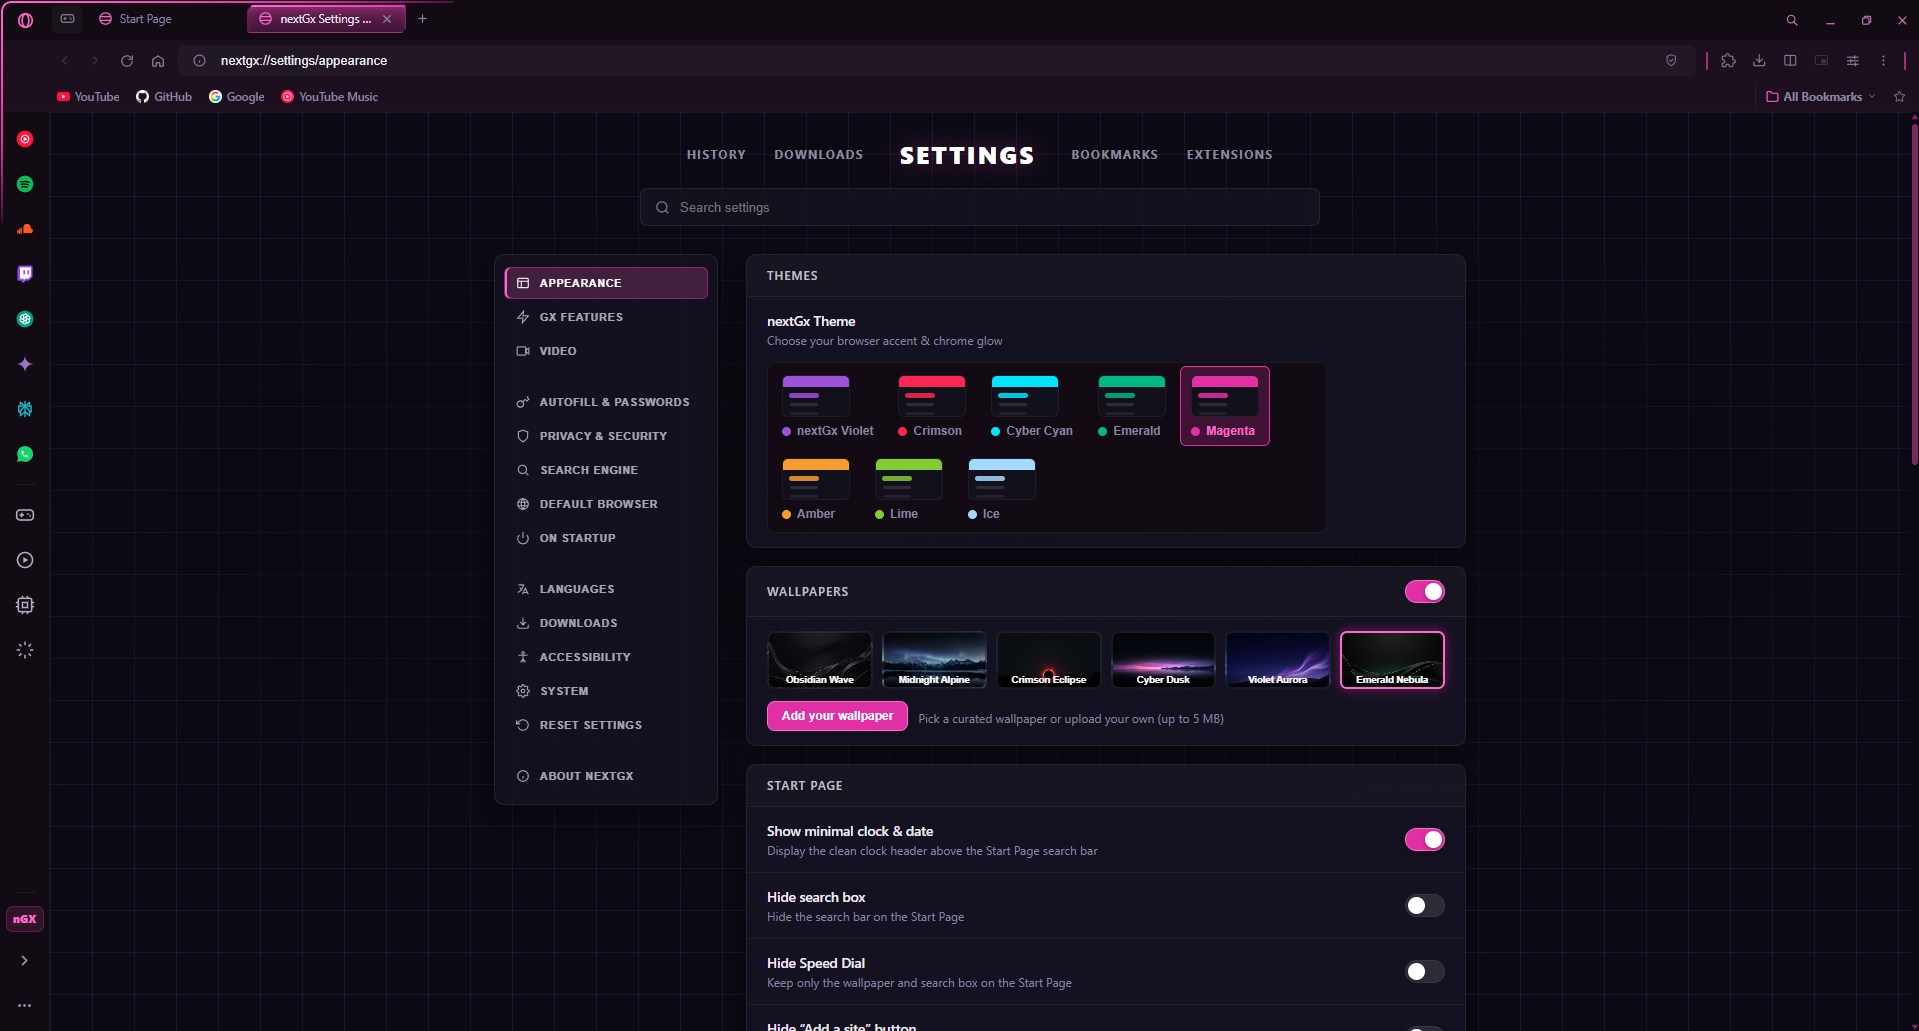 Start Page
nextGx Settings ...
nextgx://settings/appearance
YouTube
GitHub
Google
YouTube Music
All Bookmarks
HISTORY
DOWNLOADS
SETTINGS
BOOKMARKS
EXTENSIONS
Search settings
APPEARANCE
GX FEATURES
VIDEO
AUTOFILL & PASSWORDS
PRIVACY & SECURITY
SEARCH ENGINE
DEFAULT BROWSER
ON STARTUP
LANGUAGES
DOWNLOADS
ACCESSIBILITY
SYSTEM
RESET SETTINGS
ABOUT NEXTGX
THEMES
nextGx Theme
Choose your browser accent & chrome glow
nextGx Violet
Crimson
Cyber Cyan
Emerald
Magenta
Amber
Lime
Ice
WALLPAPERS
Obsidian Wave
Midnight Alpine
Crimson Eclipse
Cyber Dusk
Violet Aurora
Emerald Nebula
Add your wallpaper
Pick a curated wallpaper or upload your own (up to 5 MB)
START PAGE
Show minimal clock & date
Display the clean clock header above the Start Page search bar
Hide search box
Hide the search bar on the Start Page
Hide Speed Dial
Keep only the wallpaper and search box on the Start Page
Hide “Add a site” button
nGX